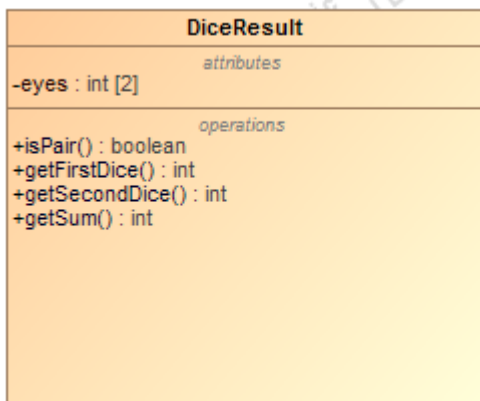 DiceResult
attributes
-eyes : int [2]
operations
+isPair() : boolean
+getFirstDice() : int
+getSecondDice() : int
+getSum() : int